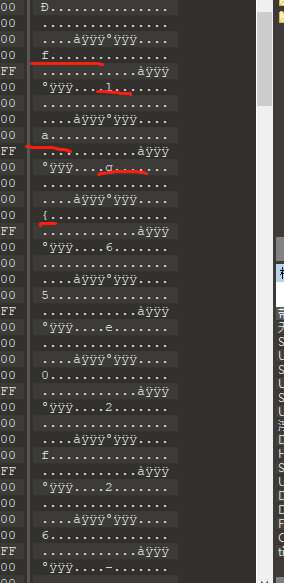 00 Ð...............
00 ................
00 ....àÿÿÿ°ÿÿÿ....
00 f...............
FF ............àÿÿÿ
00 °ÿÿÿ....l.......
00 ................
00 ....àÿÿÿ°ÿÿÿ....
00 a...............
FF ............àÿÿÿ
00 °ÿÿÿ....g.......
00 ................
00 ....àÿÿÿ°ÿÿÿ....
00 {...............
FF ............àÿÿÿ
00 °ÿÿÿ....6.......
00 ................
00 ....àÿÿÿ°ÿÿÿ....
00 5...............
FF ............àÿÿÿ
00 °ÿÿÿ....e.......
00 ................
00 ....àÿÿÿ°ÿÿÿ....
00 0...............
FF ............àÿÿÿ
00 °ÿÿÿ....2.......
00 ................
00 ....àÿÿÿ°ÿÿÿ....
00 f...............
FF ............àÿÿÿ
00 °ÿÿÿ....2.......
00 ................
00 ....àÿÿÿ°ÿÿÿ....
00 6...............
FF ............àÿÿÿ
00 °ÿÿÿ....-.......
S
U
S
U
S
U
D
H
S
U
D
D
F